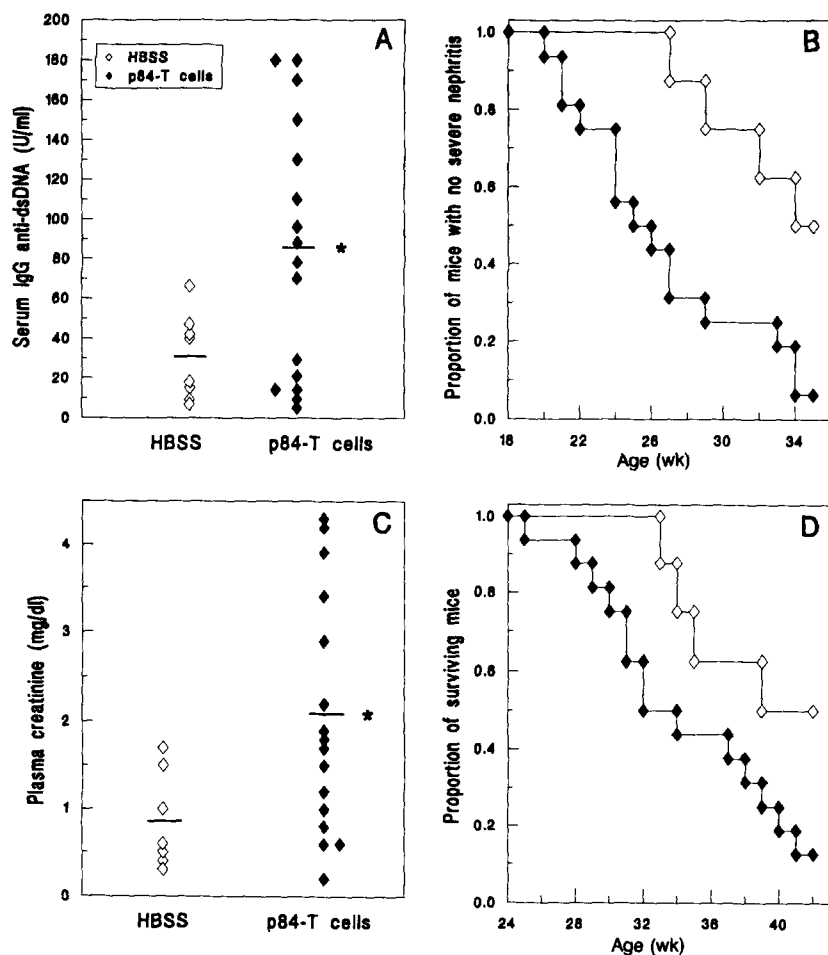 A
HBSS
p84-T cells
Serum IgG anti-dsDNA (U/ml)
200
180
160
140
120
100
80
60
40
20
0
*
HBSS
p84-T cells
B
Proportion of mice with no severe nephritis
1.0
0.8
0.6
0.4
0.2
0.0
18
22
26
30
34
Age (wk)
C
Plasma creatinine (mg/dl)
4
3
2
1
0
*
HBSS
p84-T cells
D
Proportion of surviving mice
1.0
0.8
0.6
0.4
0.2
0.0
24
28
32
36
40
Age (wk)